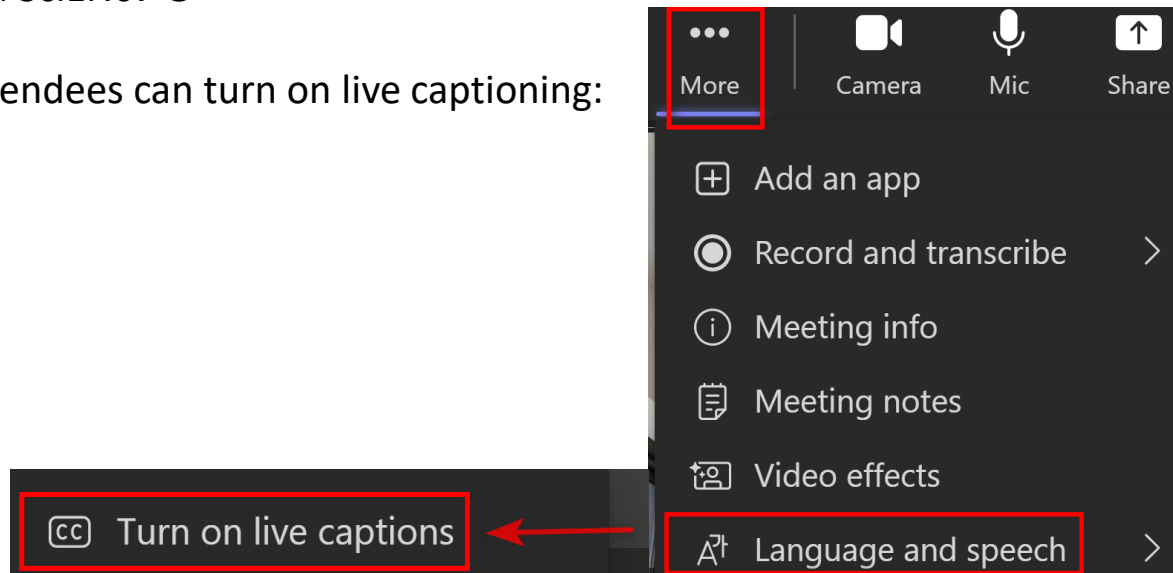 endees can turn on live captioning:
More
Camera
Mic
Share
Add an app
Record and transcribe
Meeting info
Meeting notes
Video effects
CC Turn on live captions
Language and speech